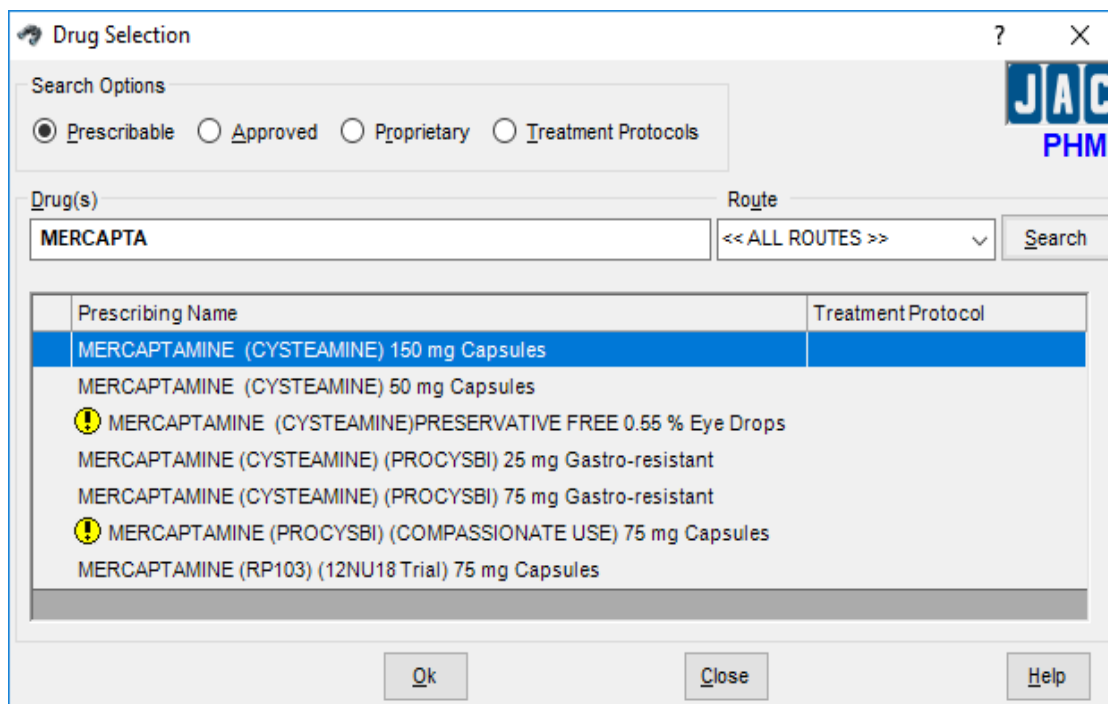 Drug Selection ? X
Search Options
JAC
Prescribable Approved Proprietary Treatment Protocols
PHM
Drug(s) Route
MERCAPTA << ALL ROUTES >> Search
Prescribing Name Treatment Protocol
MERCAPTAMINE (CYSTEAMINE) 150 mg Capsules
MERCAPTAMINE (CYSTEAMINE) 50 mg Capsules
! MERCAPTAMINE (CYSTEAMINE)PRESERVATIVE FREE 0.55 % Eye Drops
MERCAPTAMINE (CYSTEAMINE) (PROCYSBI) 25 mg Gastro-resistant
MERCAPTAMINE (CYSTEAMINE) (PROCYSBI) 75 mg Gastro-resistant
! MERCAPTAMINE (PROCYSBI) (COMPASSIONATE USE) 75 mg Capsules
MERCAPTAMINE (RP103) (12NU18 Trial) 75 mg Capsules
Ok Close Help